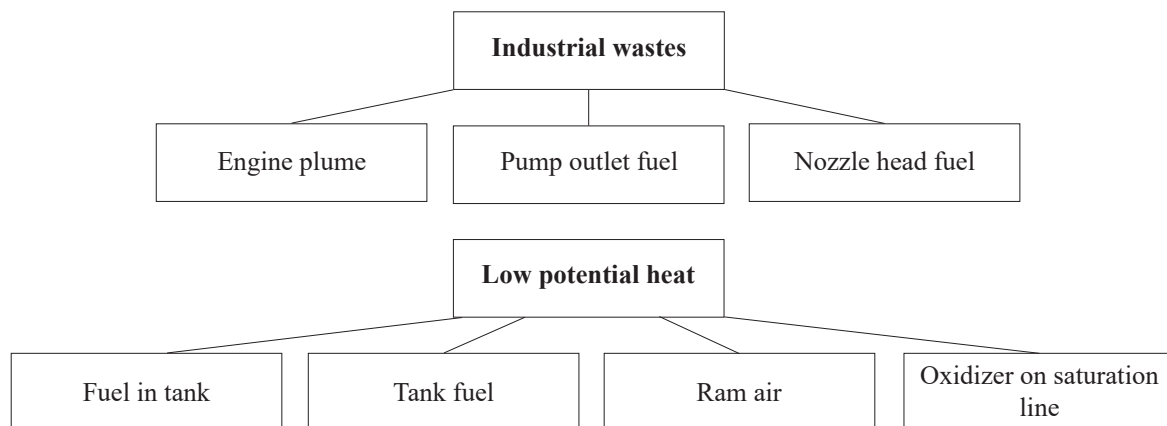 Industrial wastes
Engine plume
Pump outlet fuel
Nozzle head fuel
Low potential heat
Fuel in tank
Tank fuel
Ram air
Oxidizer on saturation
line